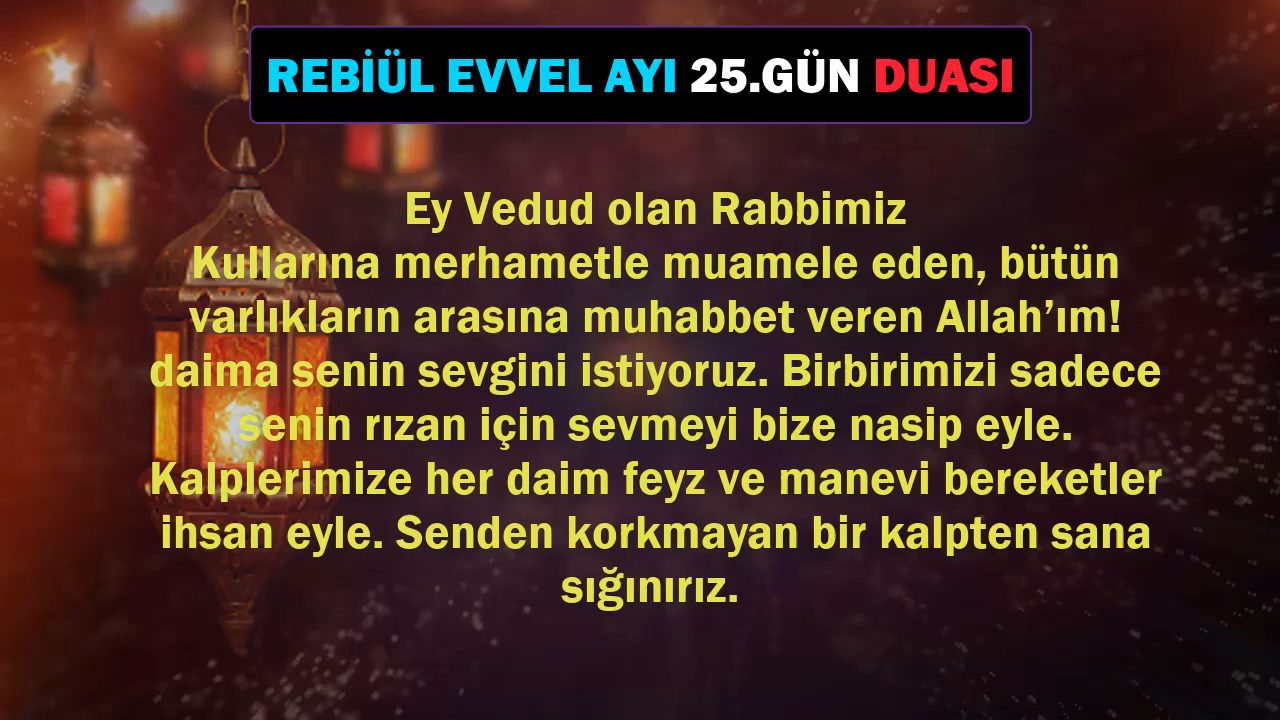 REBİÜL EVVEL AYI 25.GÜN DUASI
Ey Vedud olan Rabbimiz
Kullarına merhametle muamele eden, bütün
varlıkların arasına muhabbet veren Allah’ım!
daima senin sevgini istiyoruz. Birbirimizi sadece
senin rızan için sevmeyi bize nasip eyle.
Kalplerimize her daim feyz ve manevi bereketler
ihsan eyle. Senden korkmayan bir kalpten sana
sığınırız.